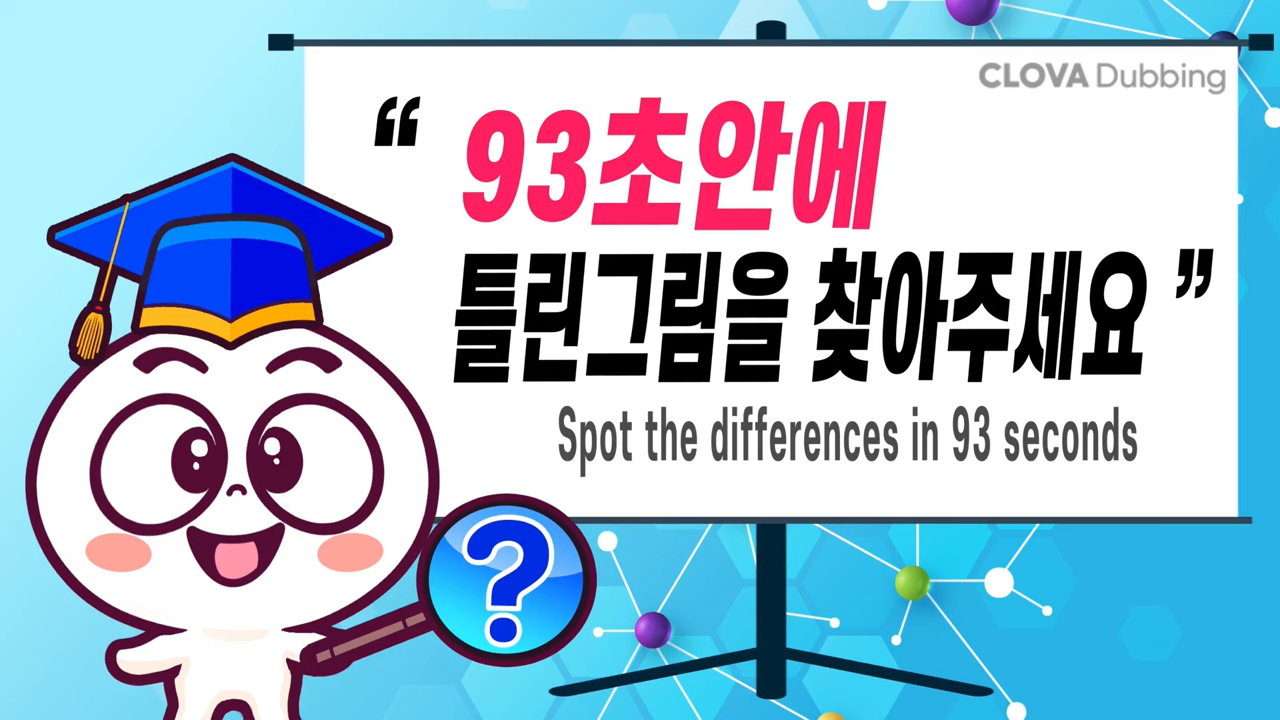 CLOVA Dubbing
“ 93초안에
틀린그림을 찾아주세요 ”
Spot the differences in 93 seconds
?